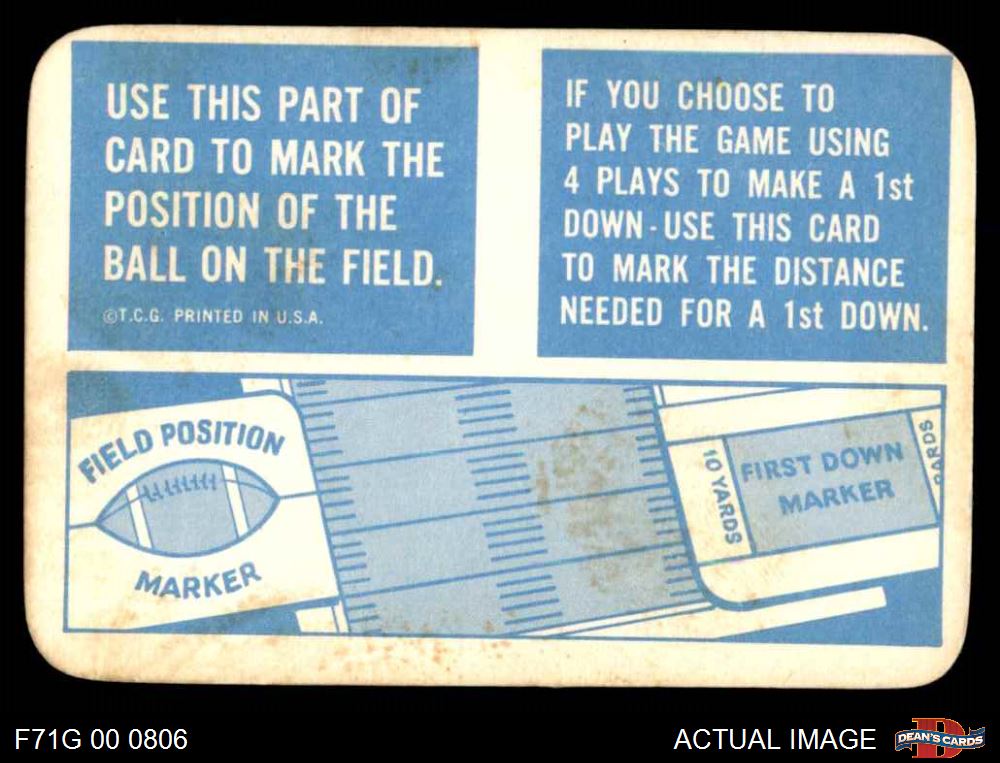 USE THIS PART OF
CARD TO MARK THE
POSITION OF THE
BALL ON THE FIELD.
©T.C.G. PRINTED IN U.S.A.
IF YOU CHOOSE TO
PLAY THE GAME USING
4 PLAYS TO MAKE A 1st
DOWN-USE THIS CARD
TO MARK THE DISTANCE
NEEDED FOR A 1st DOWN.
FIELD POSITION
MARKER
10 YARDS
FIRST DOWN
MARKER
F71G 00 0806
ACTUAL IMAGE
DEAN'S CARDS